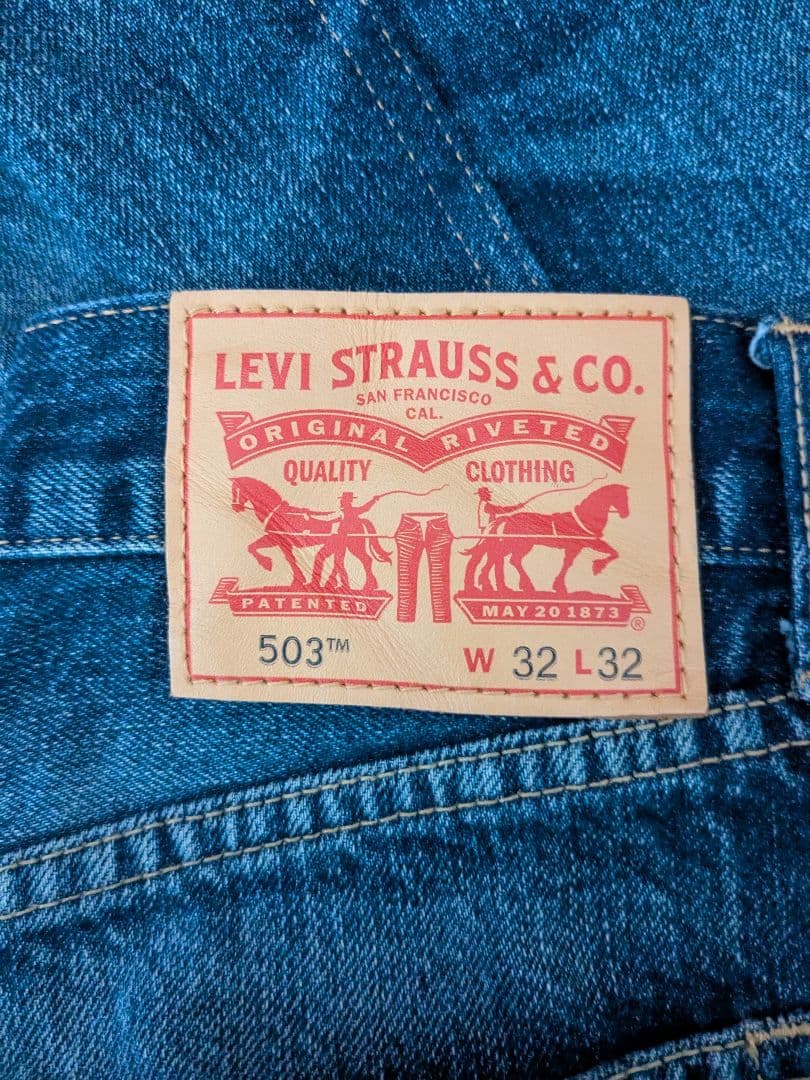 LEVI STRAUSS & CO.
SAN FRANCISCO
CAL.
ORIGINAL RIVETED
QUALITY CLOTHING
PATENTED MAY 20 1873 ®
503™ W 32 L 32